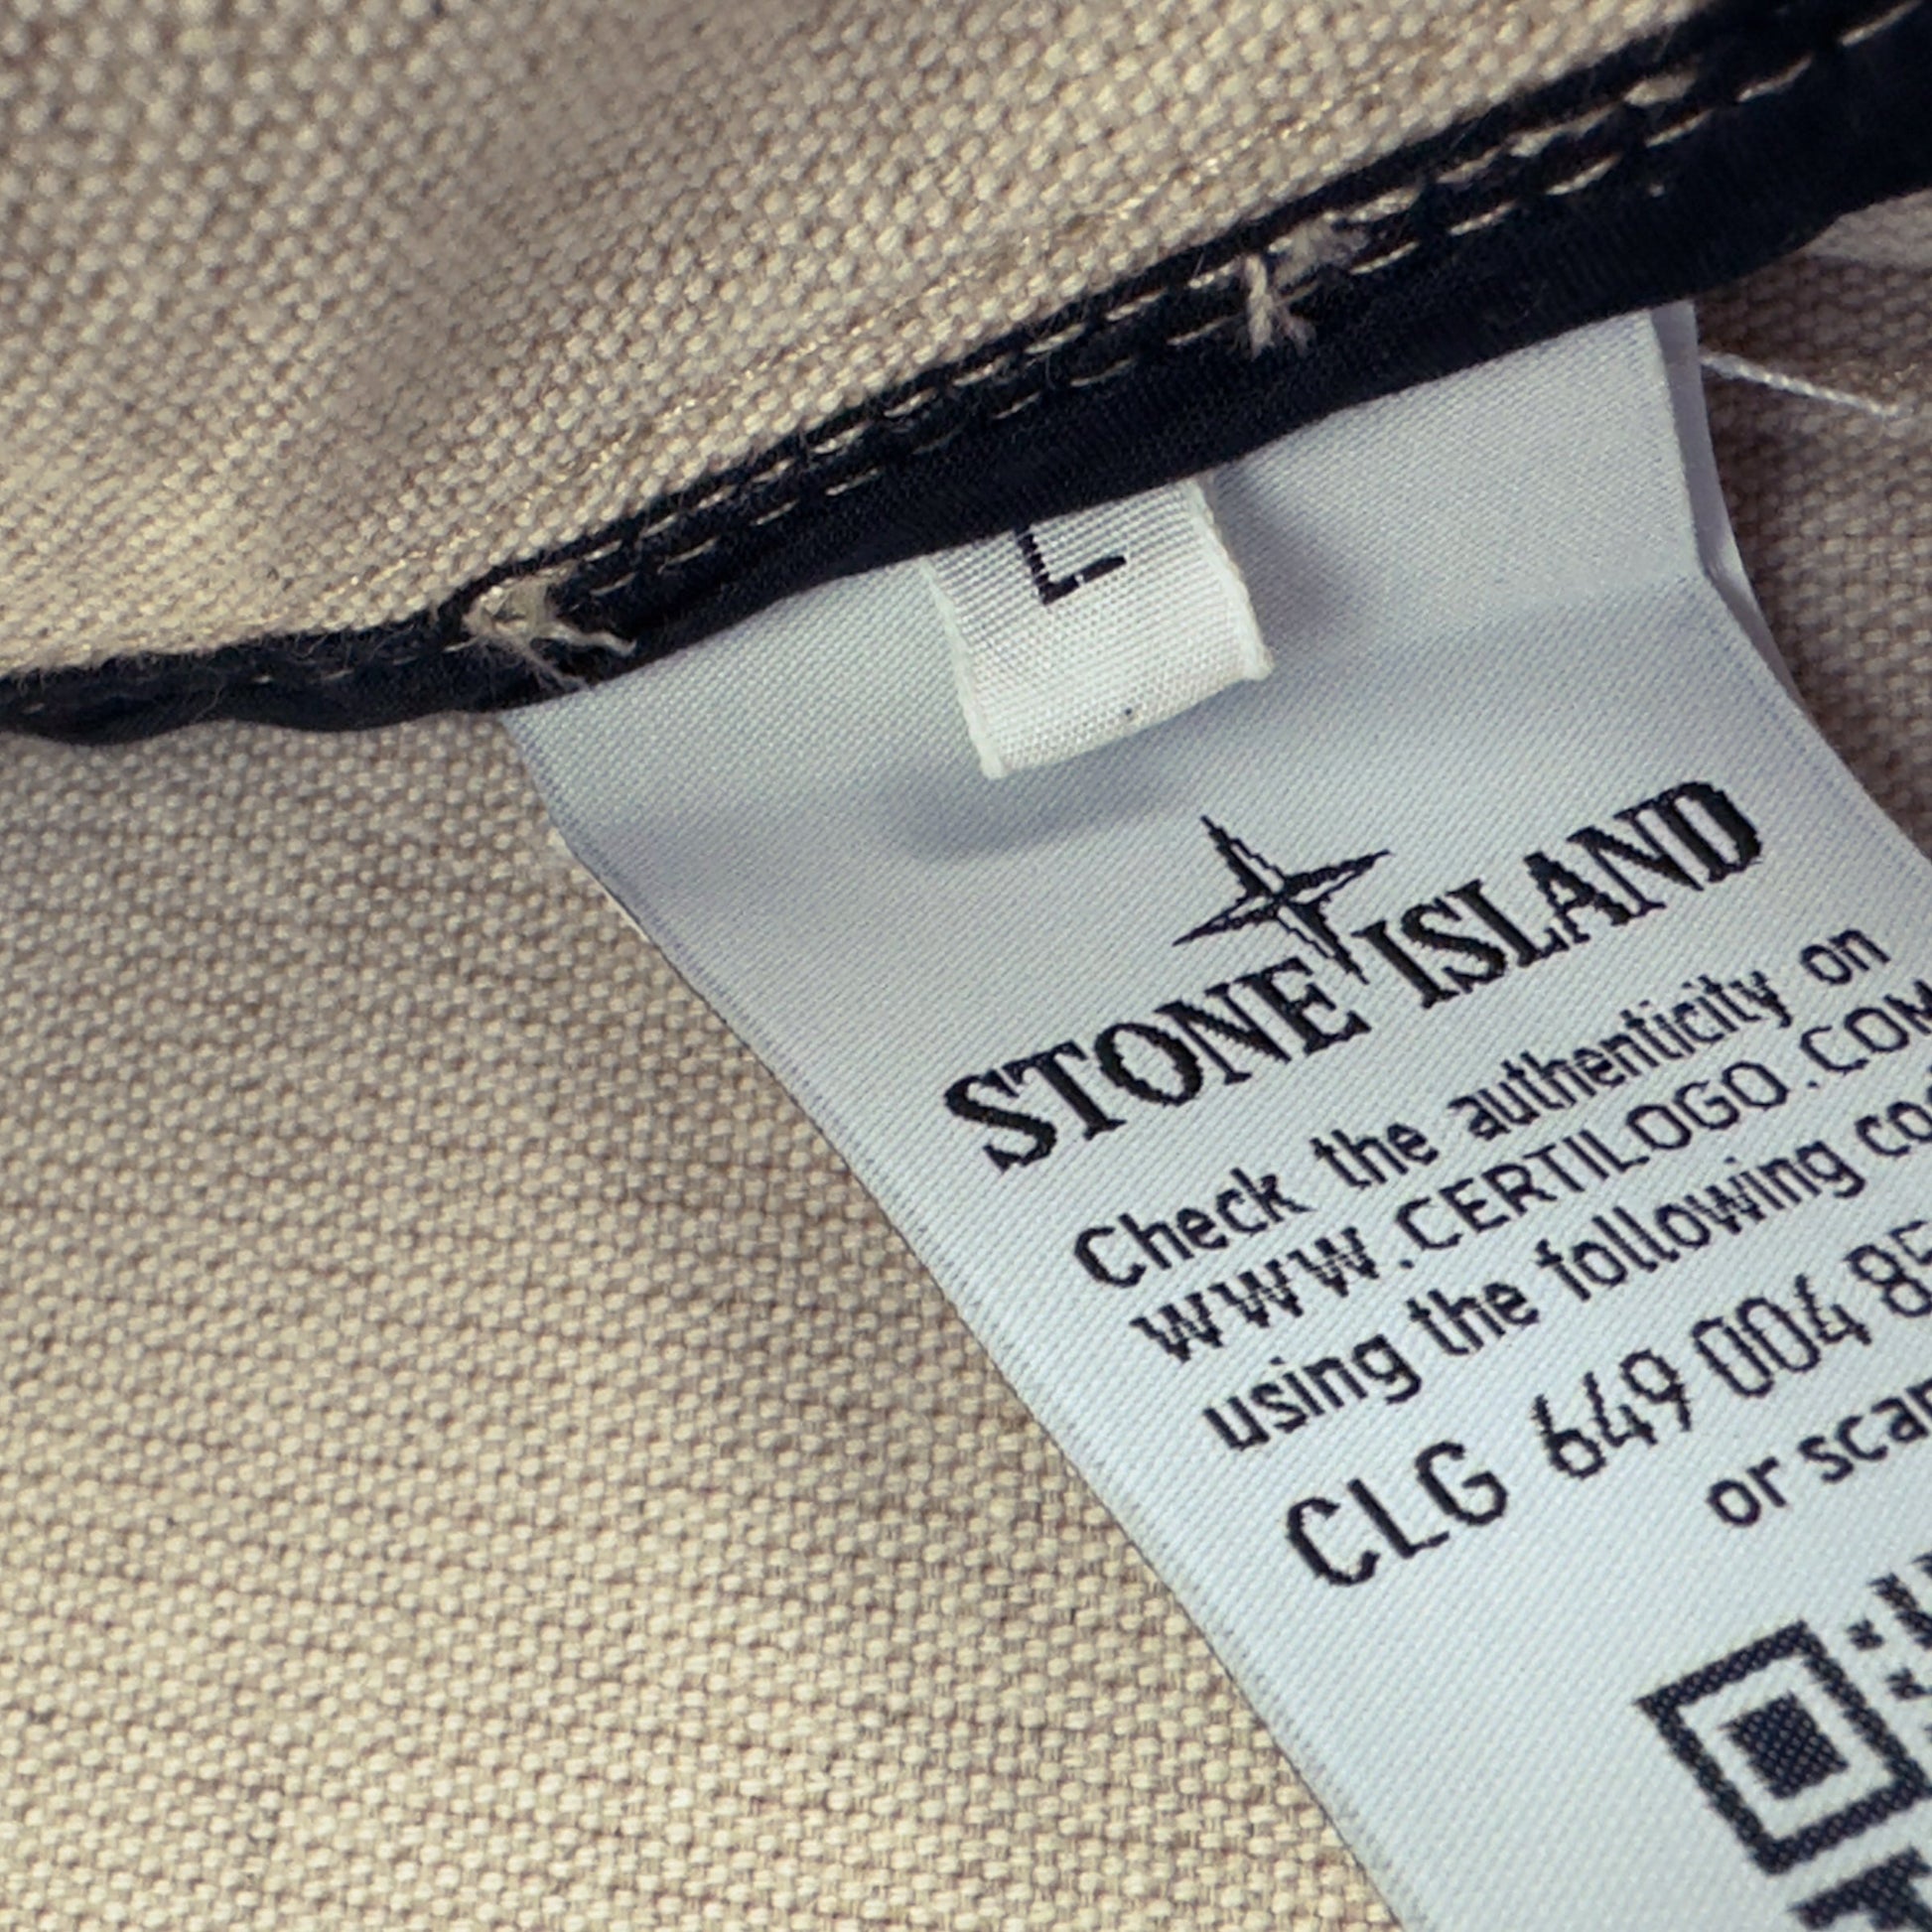 L
STONE ISLAND
Check the authenticity on
WWW.CERTILOGO.COM
using the following
CLG 649 004
or